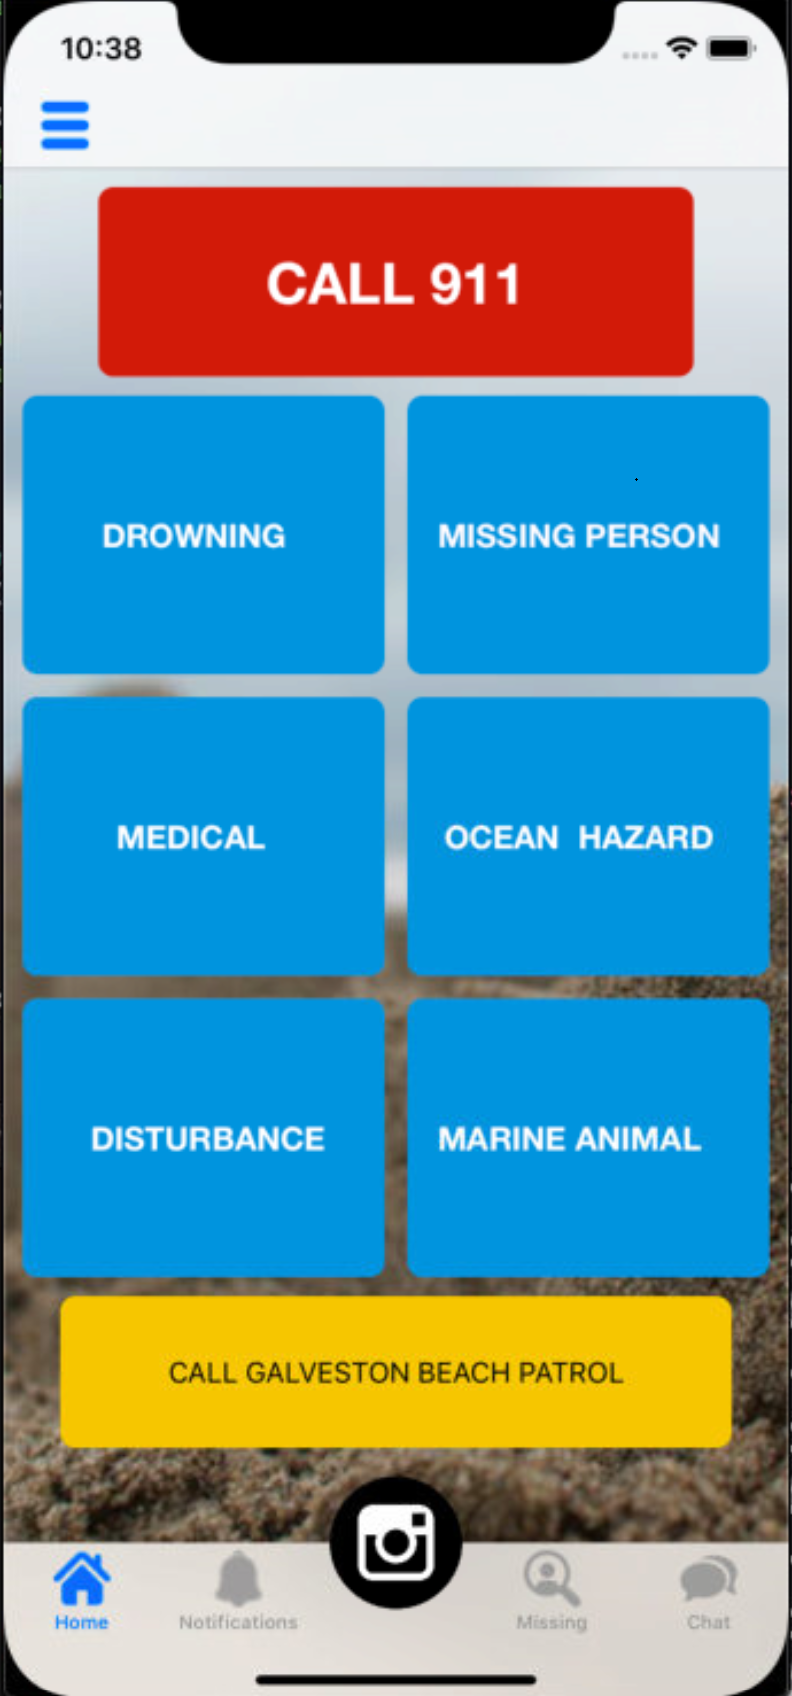 10:38
CALL 911
DROWNING
MISSING PERSON
MEDICAL
OCEAN  HAZARD
DISTURBANCE
MARINE ANIMAL
CALL GALVESTON BEACH PATROL
Home
Notifications
Missing
Chat